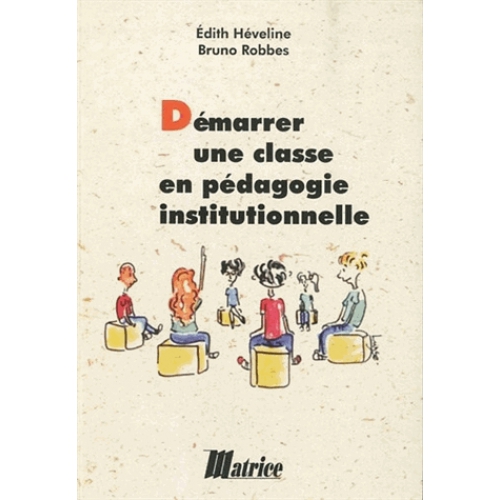 Édith Héveline
Bruno Robbes
Démarrer
une classe
en pédagogie
institutionnelle
Matrice